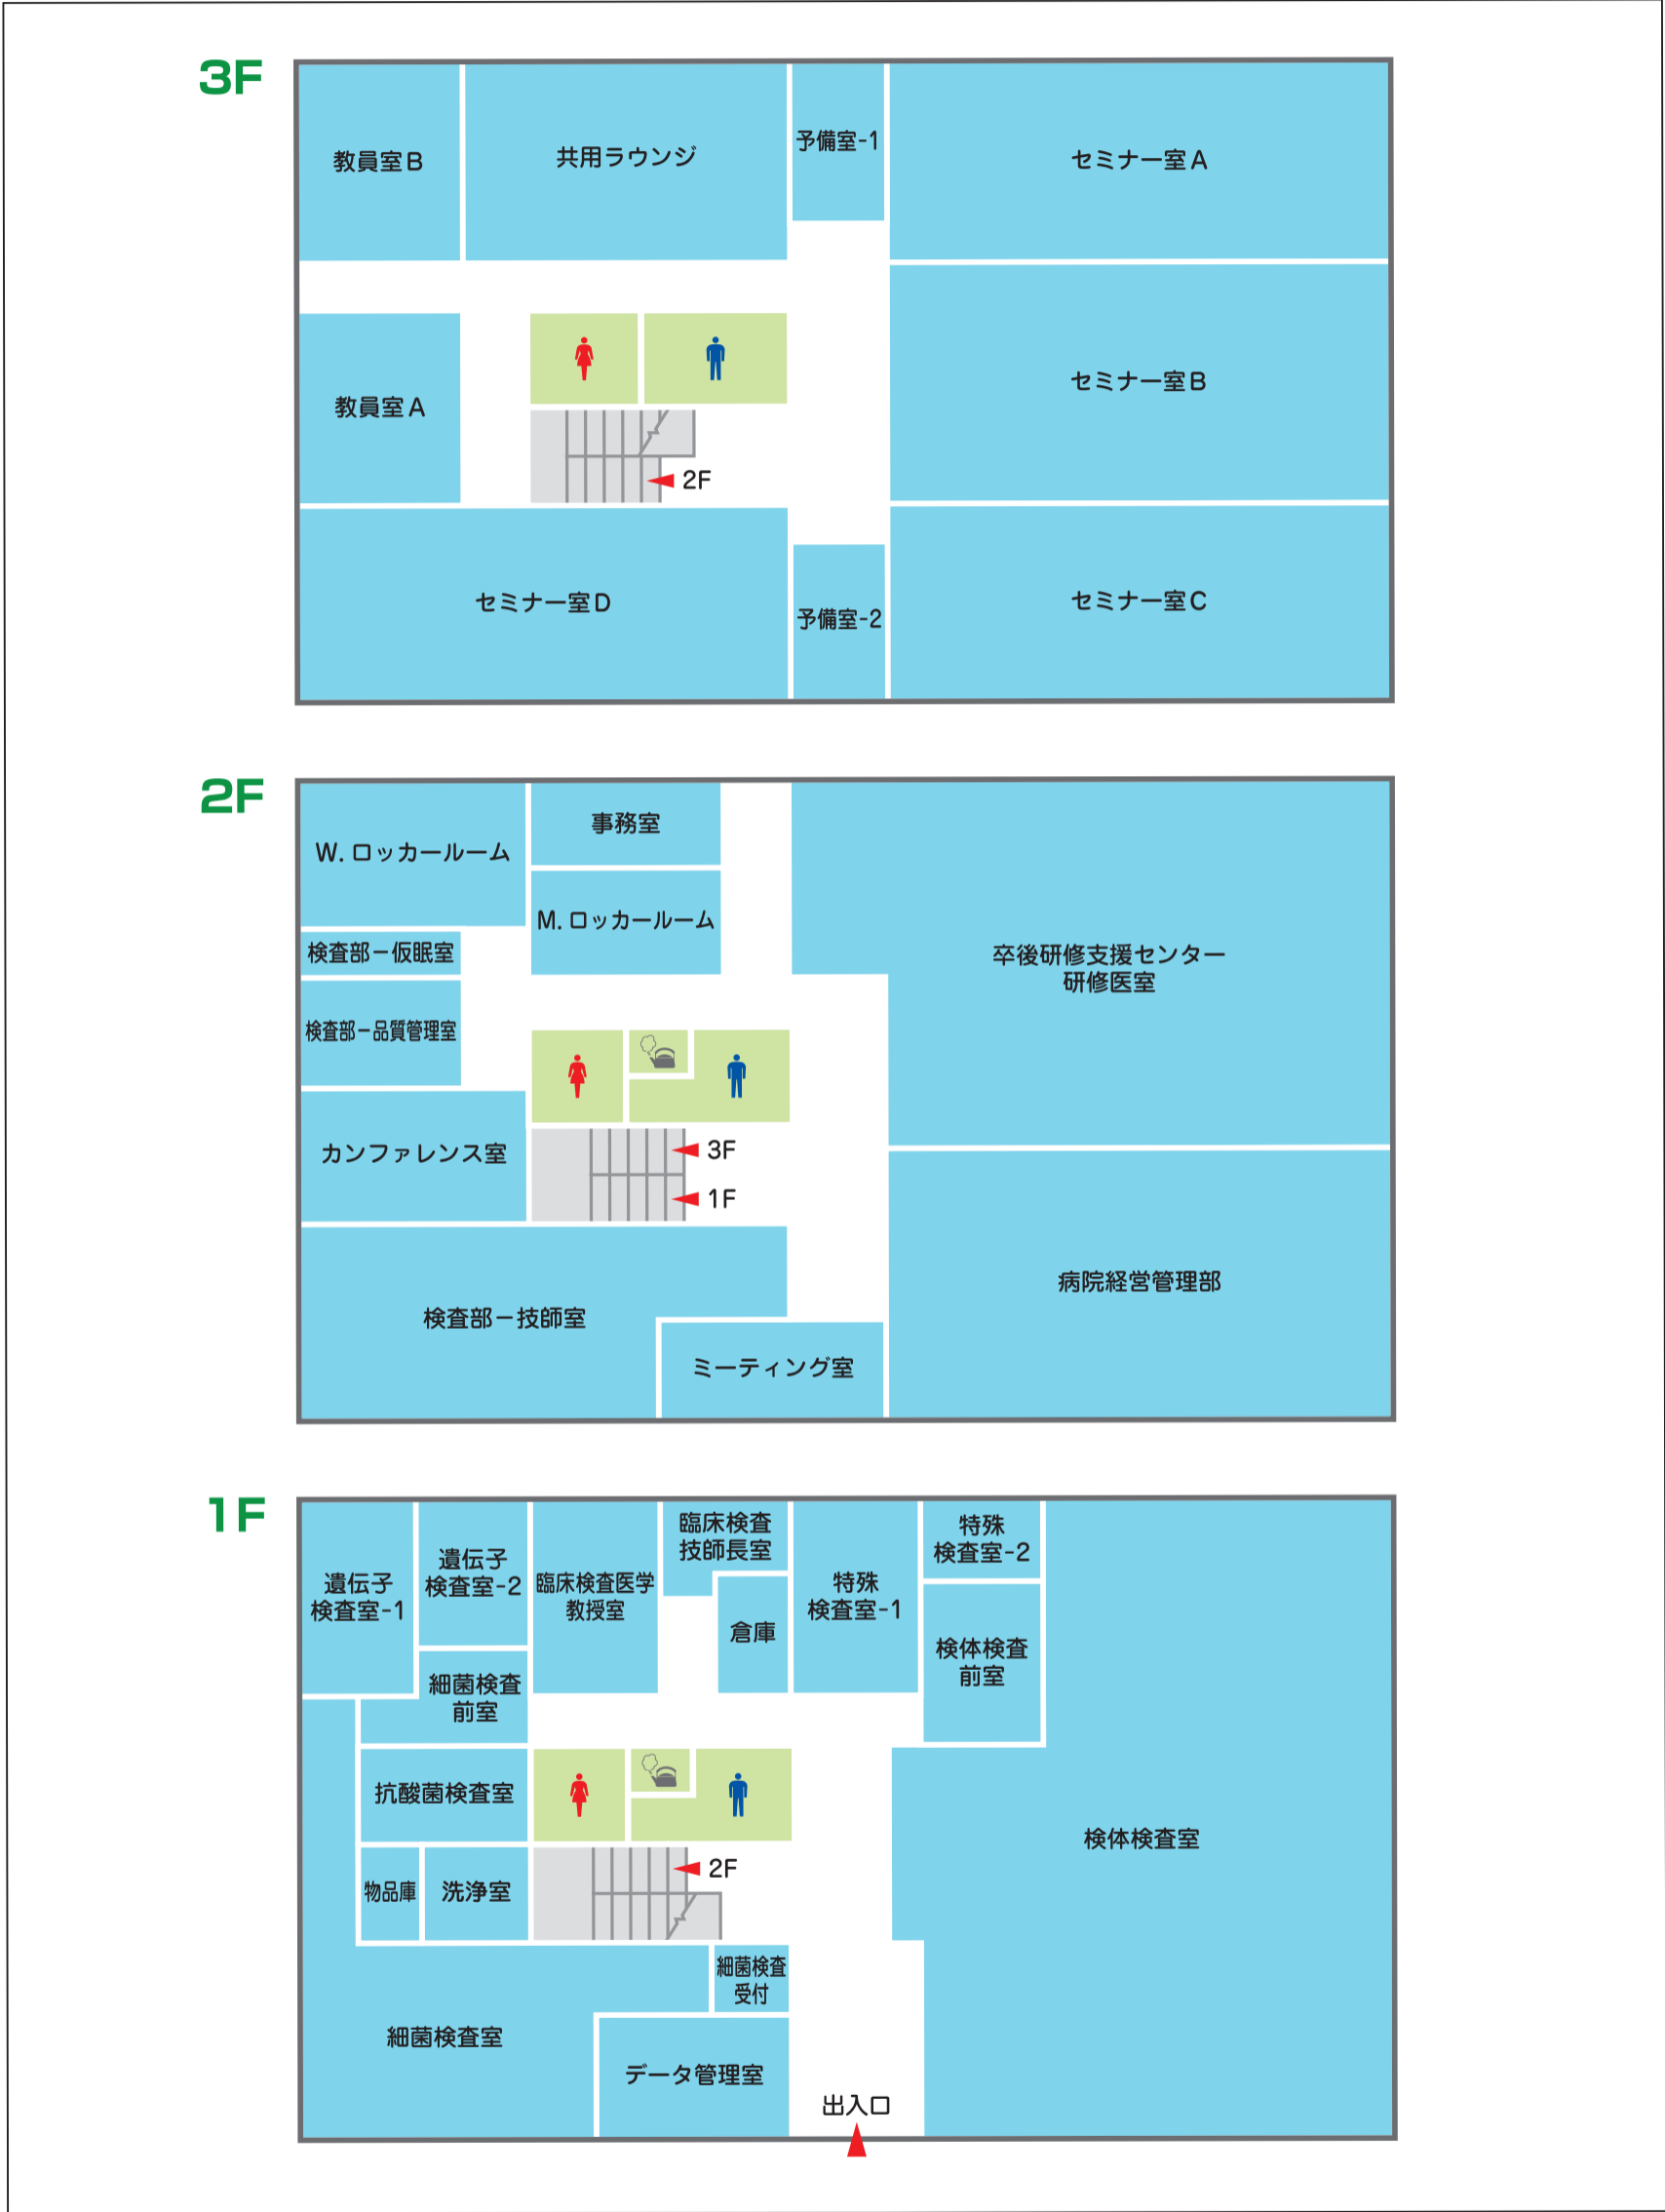 3F
教員室B
共用ラウンジ
予備室-1
セミナー室A
セミナー室B
教員室A
2F
セミナー室D
予備室-2
セミナー室C
2F
W.ロッカールーム
事務室
M.ロッカールーム
検査部−仮眠室
検査部−品質管理室
卒後研修支援センター
研修医室
カンファレンス室
3F
1F
検査部−技師室
ミーティング室
病院経営管理部
1F
遺伝子
検査室-1
遺伝子
検査室-2
臨床検査医学
教授室
臨床検査
技師長室
倉庫
特殊
検査室-1
特殊
検査室-2
検体検査
前室
細菌検査
前室
抗酸菌検査室
検体検査室
物品庫
洗浄室
2F
細菌検査
受付
細菌検査室
データ管理室
出入口